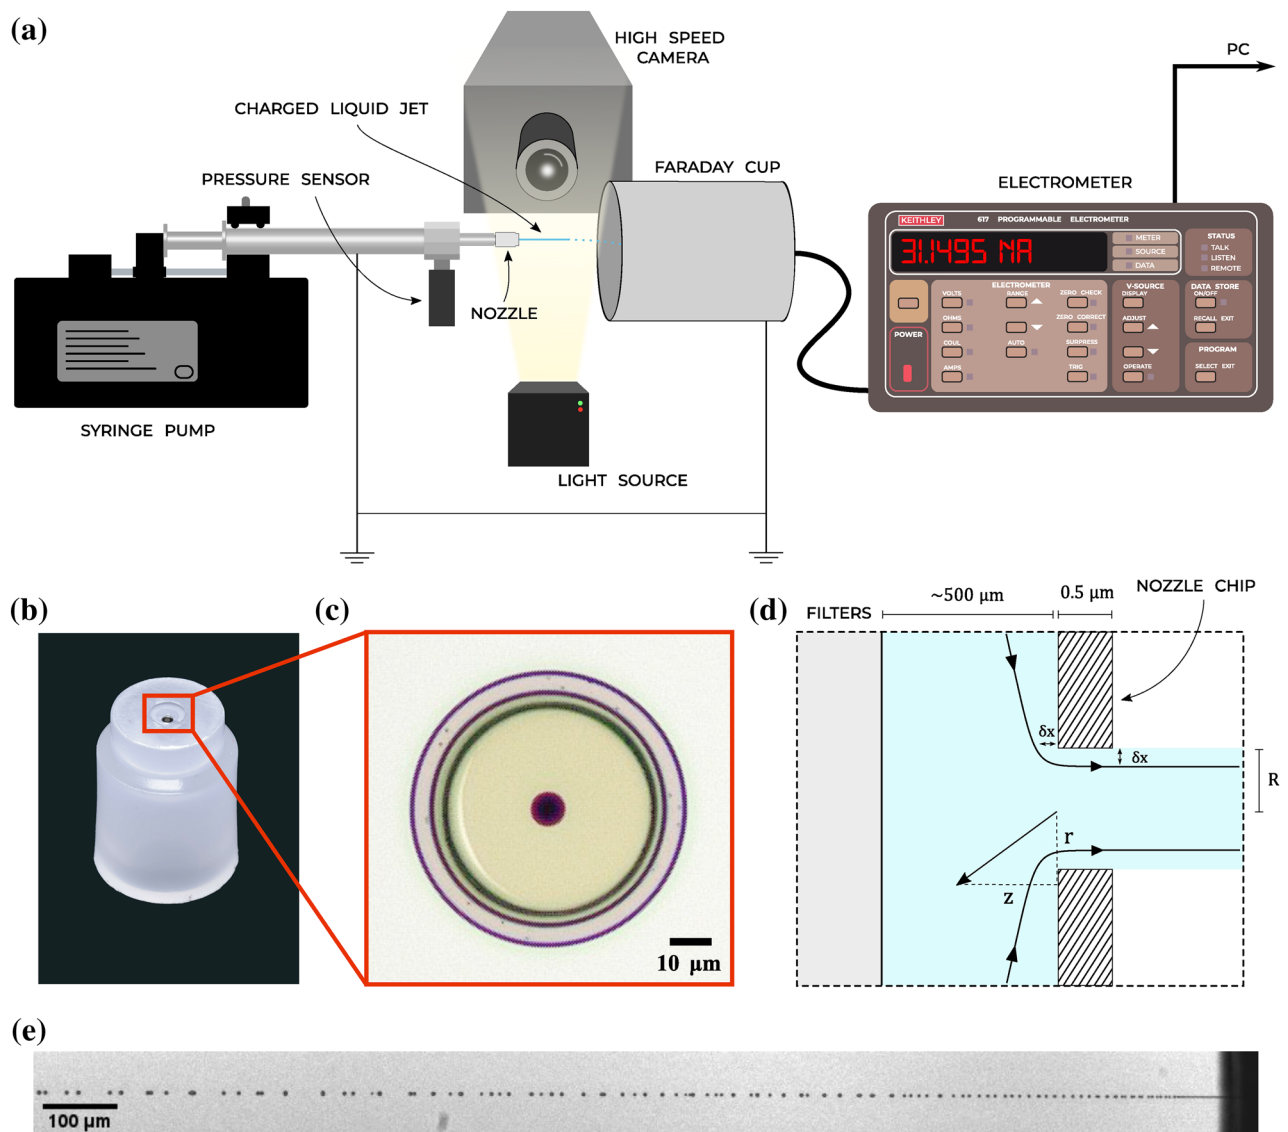 (a)
HIGH SPEED
CAMERA
PC
CHARGED LIQUID JET
PRESSURE SENSOR
FARADAY CUP
ELECTROMETER
KEITHLEY
617 PROGRAMMABLE ELECTROMETER
31.1495 NA
METER
SOURCE
DATA
STATUS
TALK
LISTEN
REMOTE
POWER
ELECTROMETER
VOLTS
OHMS
COUL
AMPS
RANGE
AUTO
ZERO CHECK
ZERO CORRECT
SURPRESS
TRIG
V-SOURCE
DISPLAY
ADJUST
OPERATE
DATA STORE
ON/OFF
RECALL EXIT
PROGRAM
SELECT EXIT
NOZZLE
SYRINGE PUMP
LIGHT SOURCE
(b)
(c)
10 μm
(d)
FILTERS
~500 μm
0.5 μm
NOZZLE CHIP
δx
δx
R
r
z
(e)
100 μm